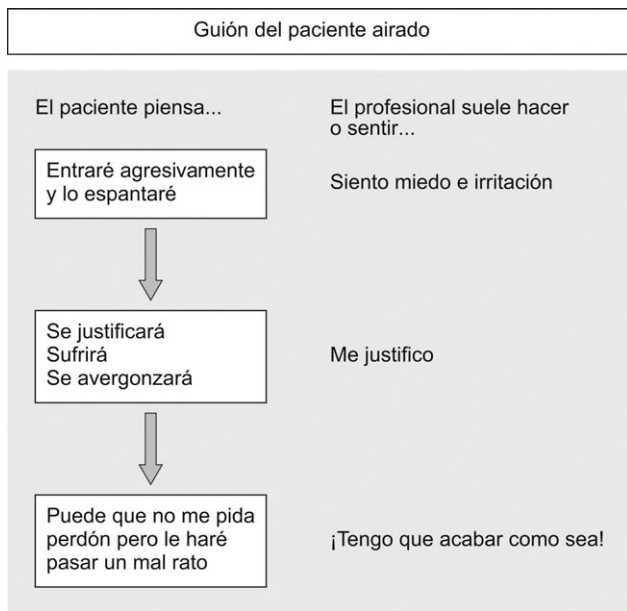 Guión del paciente airado
El paciente piensa...
El profesional suele hacer
o sentir...
Entraré agresivamente
y lo espantaré
Siento miedo e irritación
Se justificará
Sufrirá
Se avergonzará
Me justifico
Puede que no me pida
perdón pero le haré
pasar un mal rato
¡Tengo que acabar como sea!